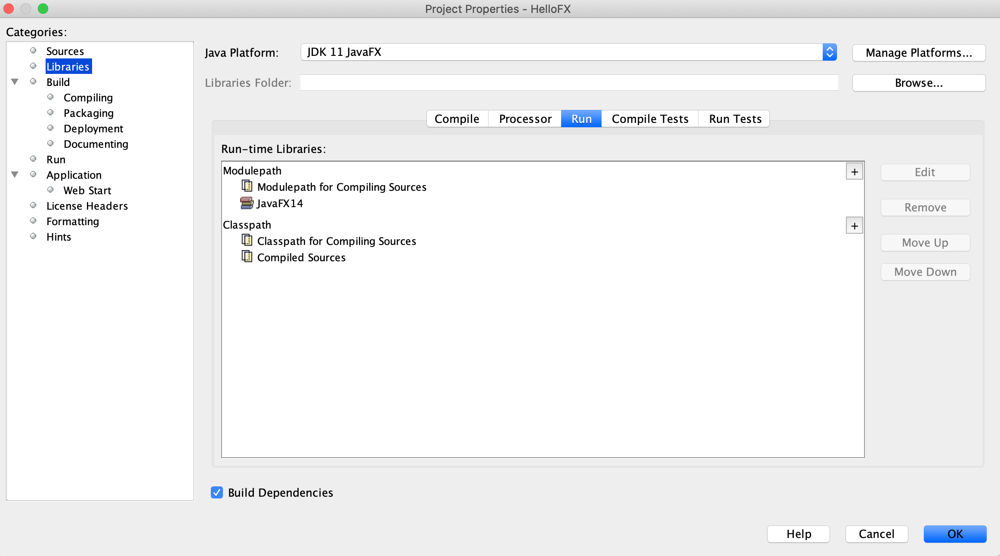 Project Properties - HelloFX
Categories:
Sources
Libraries
Build
Compiling
Packaging
Deployment
Documenting
Run
Application
Web Start
License Headers
Formatting
Hints
Java Platform: JDK 11 JavaFX Manage Platforms...
Libraries Folder: Browse...
Compile Processor Run Compile Tests Run Tests
Run-time Libraries:
Modulepath +
Modulepath for Compiling Sources
JavaFX14
Classpath +
Classpath for Compiling Sources
Compiled Sources
Edit
Remove
Move Up
Move Down
Build Dependencies
Help Cancel OK